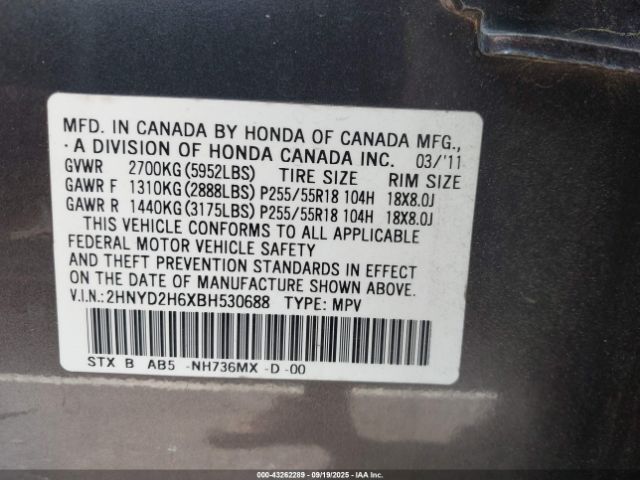 MFD. IN CANADA BY HONDA OF CANADA MFG.,
A DIVISION OF HONDA CANADA INC. 03/'11
GVWR 2700KG(5952LBS) TIRE SIZE RIM SIZE
GAWR F 1310KG(2888LBS) P255/55R18 104H 18X8.0J
GAWR R 1440KG(3175LBS) P255/55R18 104H 18X8.0J
THIS VEHICLE CONFORMS TO ALL APPLICABLE
FEDERAL MOTOR VEHICLE SAFETY
AND THEFT PREVENTION STANDARDS IN EFFECT
ON THE DATE OF MANUFACTURE SHOWN ABOVE.
V.I.N.: 2HNYD2H6XBH530688 TYPE: MPV
STX B AB5 -NH736MX -D -00
000-43262289 - 09/19/2025 - IAA Inc.